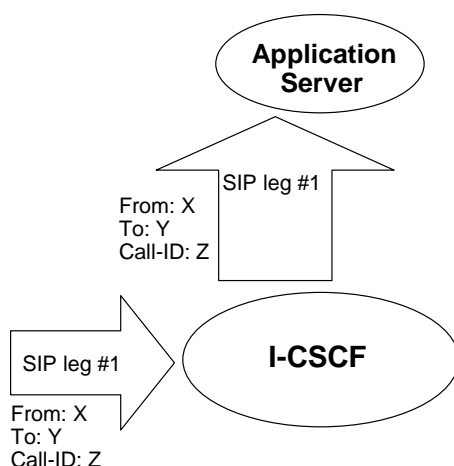 Application
Server
SIP leg #1
From: X
To: Y
Call-ID: Z
I-CSCF
SIP leg #1
From: X
To: Y
Call-ID: Z